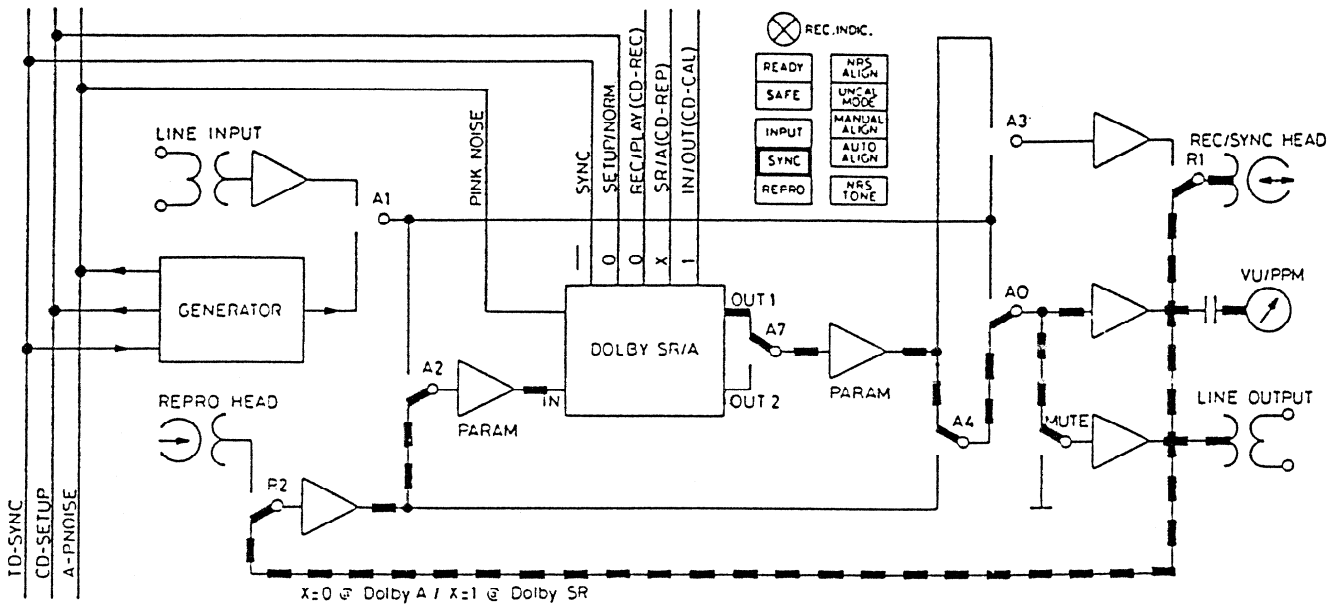 REC.INDIC.
READY
SAFE
INPUT
SYNC
REPRO
NRS
ALIGN
UNCAL
MODE
MANUAL
ALIGN
AUTO
ALIGN
NRS
TONE
LINE INPUT
A1
PINK NOISE
SYNC
SETUP/NORM
REC/PLAY(CD-REC)
SR/A(CD-REP)
IN/OUT(CD-CAL)
—
0
0
X
1
A3
REC/SYNC HEAD
R1
GENERATOR
DOLBY SR/A
OUT 1
OUT 2
IN
A7
PARAM
A0
VU/PPM
A2
PARAM
REPRO HEAD
A4
MUTE
LINE OUTPUT
R2
TD-SYNC
CD-SETUP
A-PNOISE
X=0 @ Dolby A / X=1 @ Dolby SR